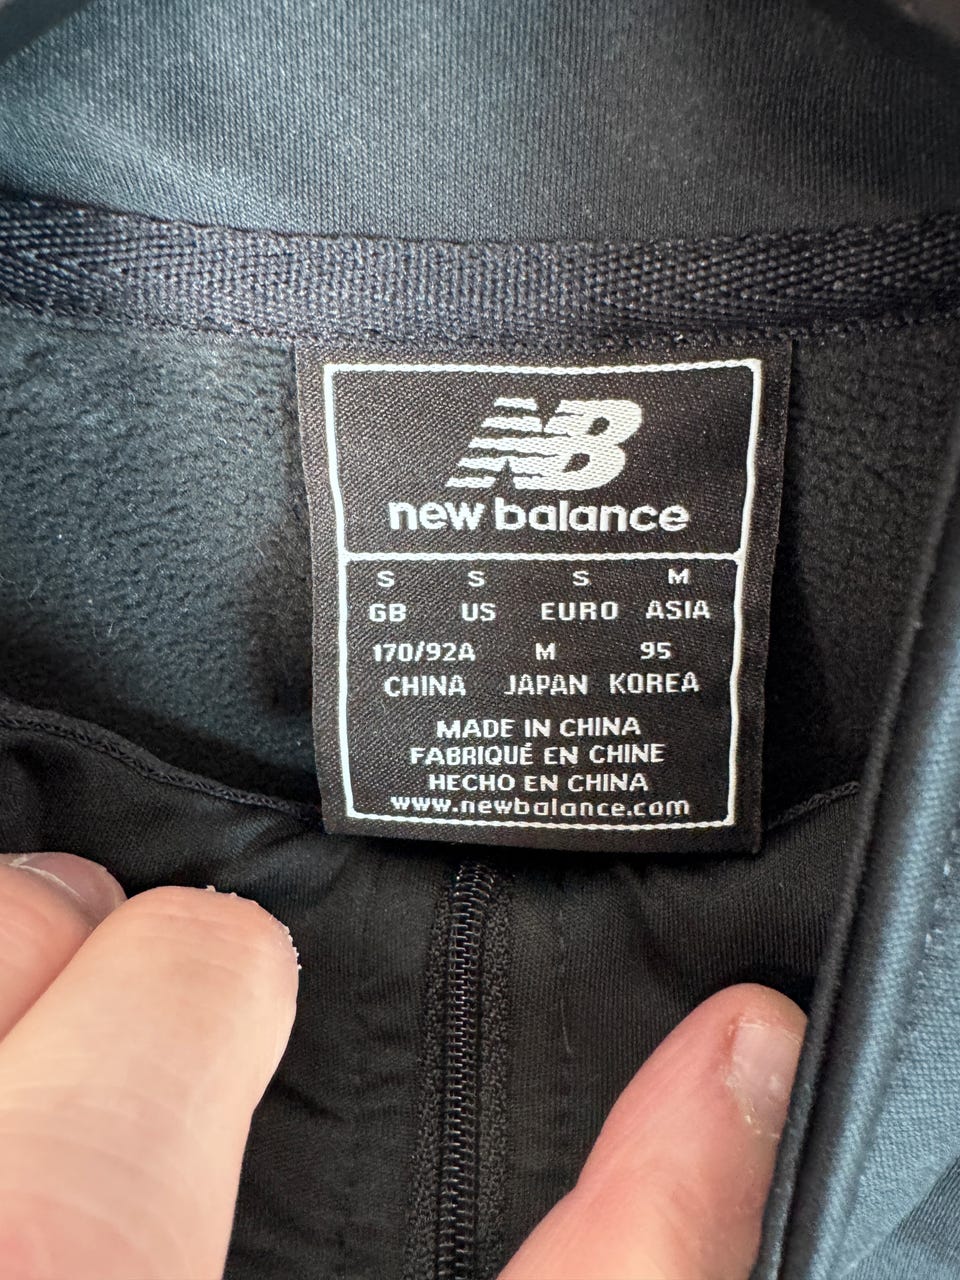 NB
new balance
S S S M
GB US EURO ASIA
170/92A M 95
CHINA JAPAN KOREA
MADE IN CHINA
FABRIQUÉ EN CHINE
HECHO EN CHINA
www.newbalance.com